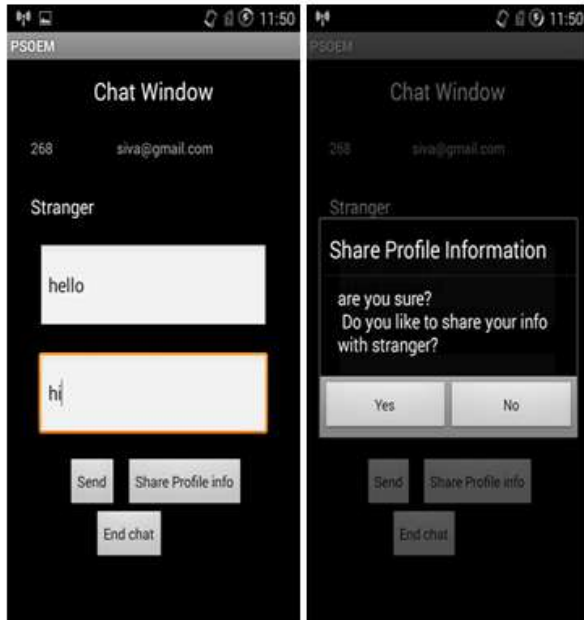 11:50
PSOEM
Chat Window
268 siva@gmail.com
Stranger
hello
hi
Send Share Profile info
End chat
11:50
PSOEM
Chat Window
268 siva@gmail.com
Stranger
Share Profile Information
are you sure?
Do you like to share your info
with stranger?
Yes No
Send Share Profile info
End chat